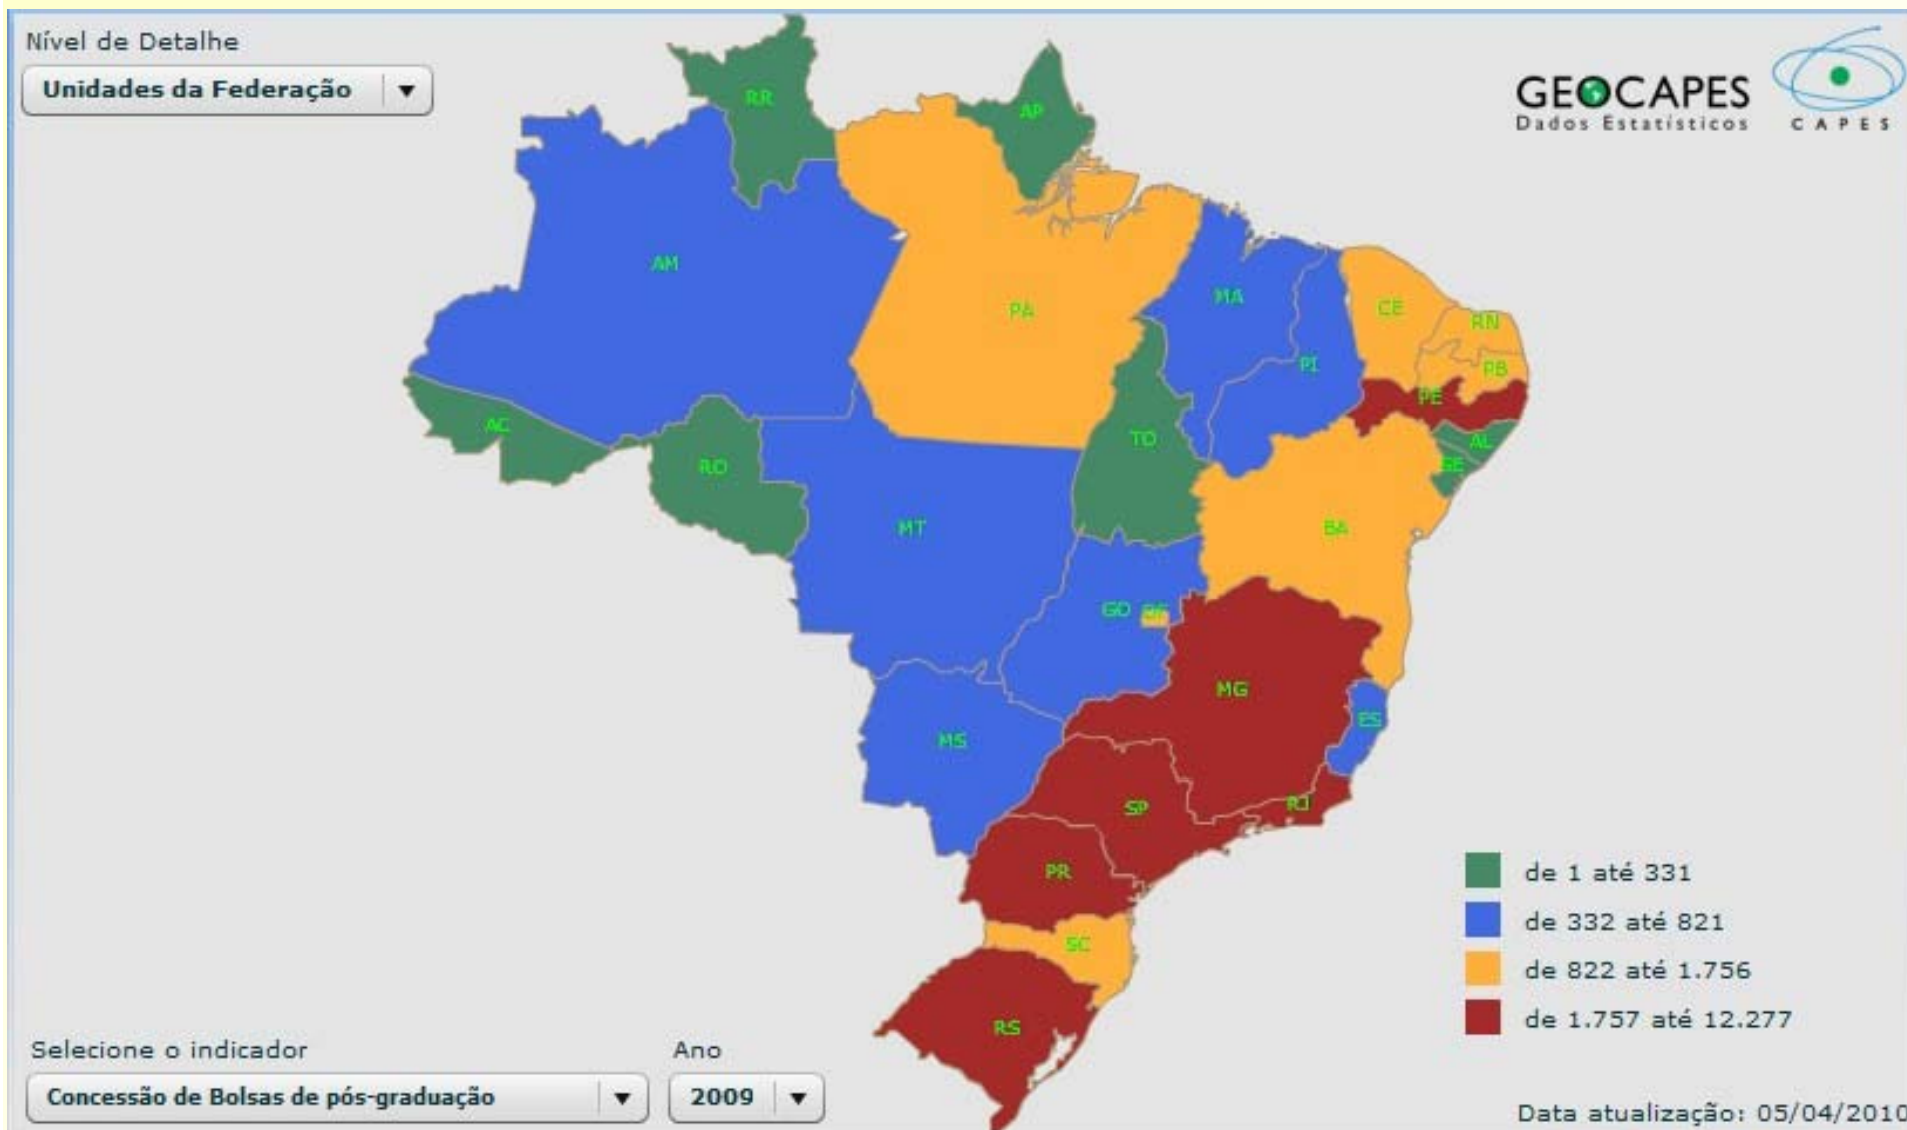 Nível de Detalhe
Unidades da Federação
GEOCAPES
Dados Estatísticos
CAPES
RR
AP
AM
PA
MA
CE
RN
PI
PB
PE
AC
TO
AL
RO
SE
MT
BA
GO
DF
MG
ES
MS
SP
RJ
PR
SC
RS
de 1 até 331
de 332 até 821
de 822 até 1.756
de 1.757 até 12.277
Selecione o indicador
Ano
Concessão de Bolsas de pós-graduação
2009
Data atualização: 05/04/2010